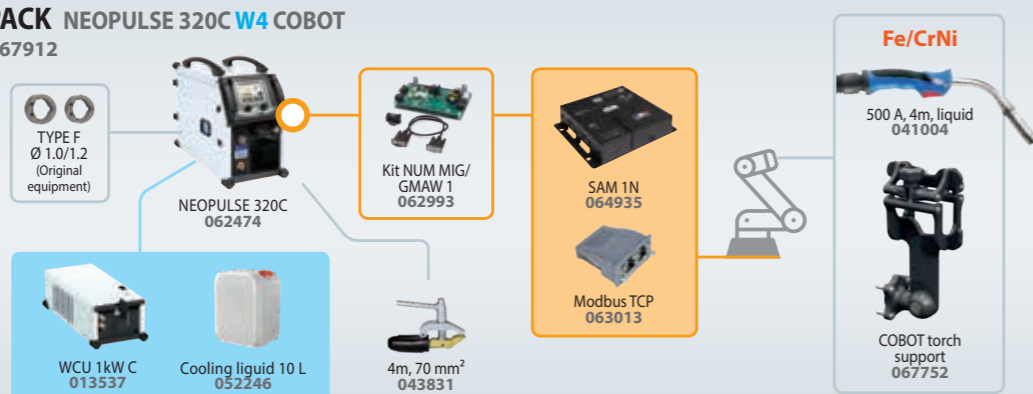 PACK NEOPULSE 320C W4 COBOT
67912
TYPE F
Ø 1.0/1.2
(Original
equipment)
NEOPULSE 320C
062474
Kit NUM MIG/
GMAW 1
062993
SAM 1N
064935
Modbus TCP
063013
Fe/CrNi
500 A, 4m, liquid
041004
COBOT torch
support
067752
WCU 1kW C
013537
Cooling liguid 10 L
052246
4m, 70 mm²
043831